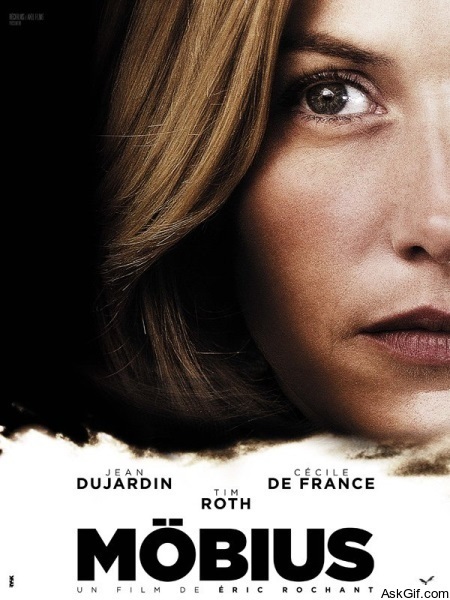 JEAN
DUJARDIN
TIM
ROTH
CÉCILE
DE FRANCE
MÖBIUS
UN FILM DE ÉRIC ROCHANT
AskGif.com